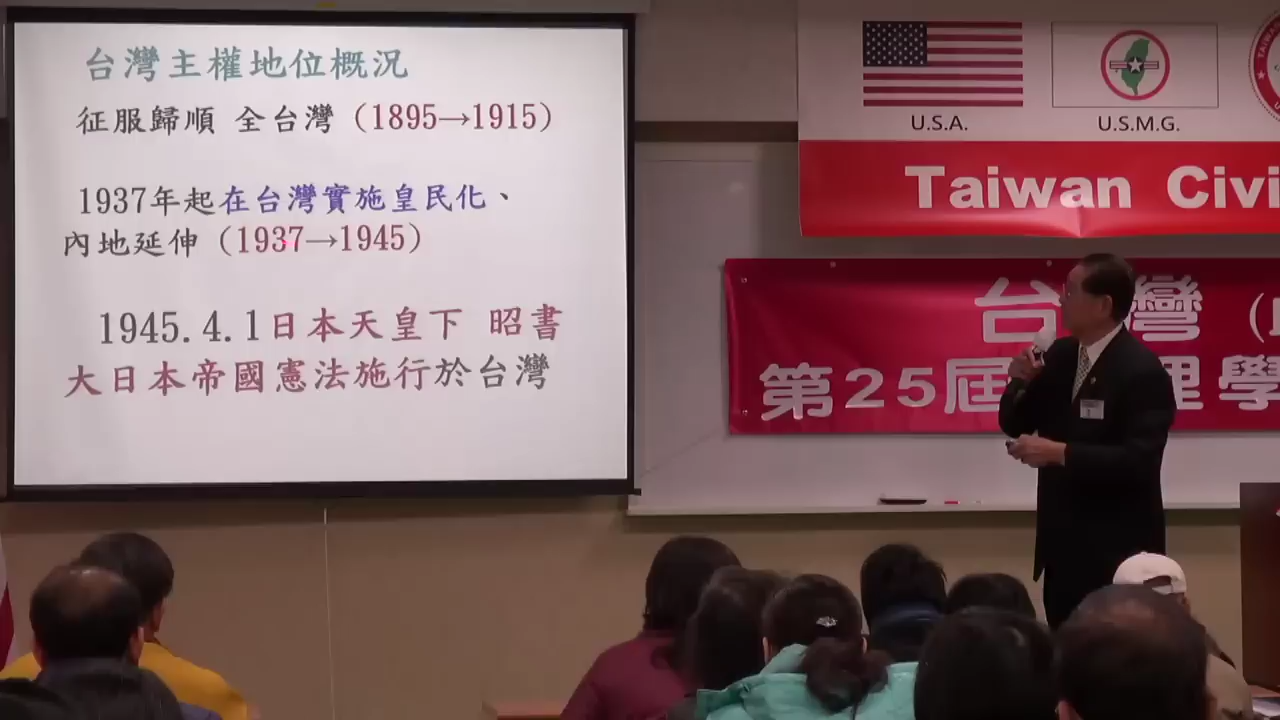 台灣主權地位概況
征服歸順 全台灣（1895→1915）
1937年起在台灣實施皇民化、
內地延伸（1937→1945）
1945.4.1日本天皇下 昭書
大日本帝國憲法施行於台灣
U.S.A.
U.S.M.G.
Taiwan Civi
台灣（
第25屆 理學